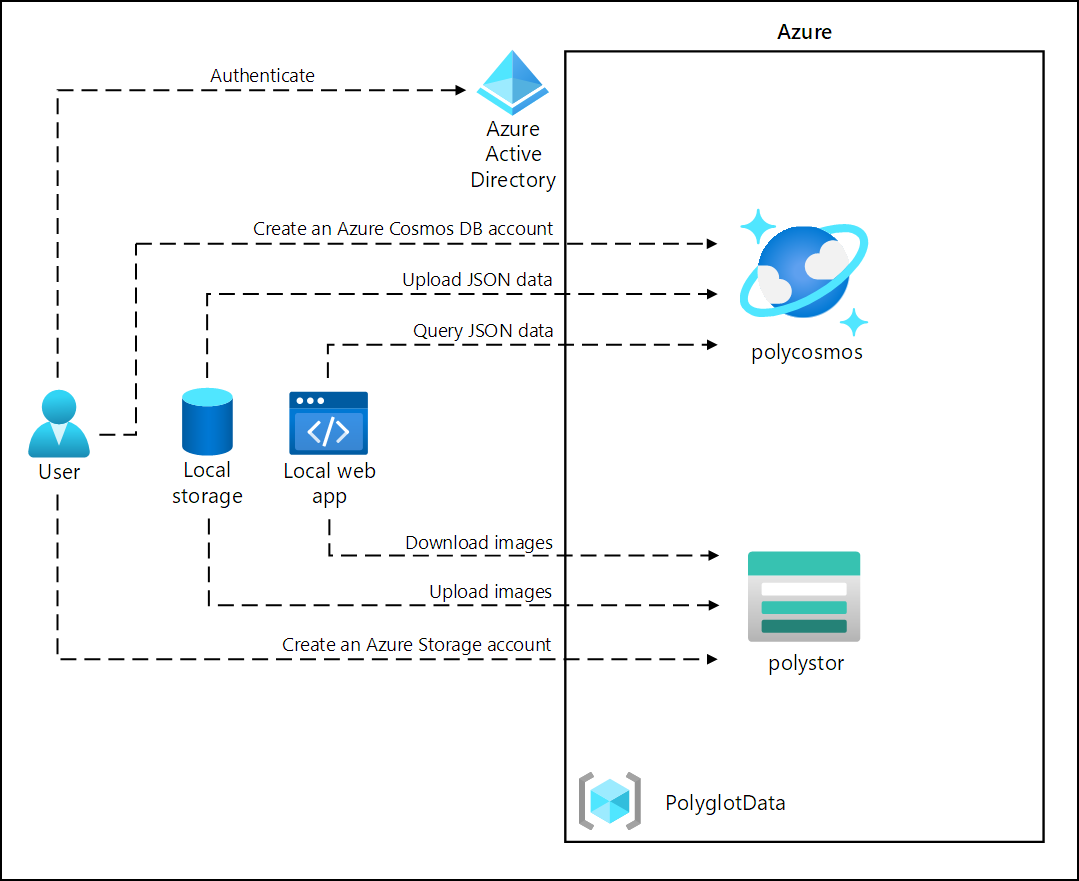 Azure
Authenticate
Azure
Active
Directory
Create an Azure Cosmos DB account
Upload JSON data
Query JSON data
polycosmos
User
Local
storage
Local web
app
Download images
Upload images
Create an Azure Storage account
polystor
PolyglotData